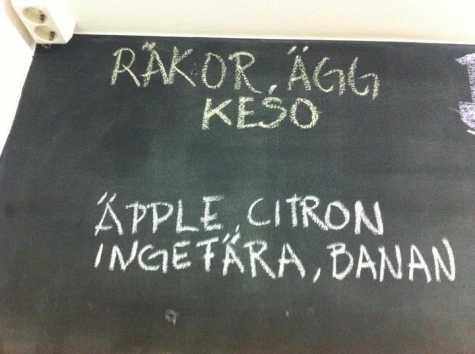 RÄKOR, ÄGG
KESO
ÄPPLE, CITRON
INGEFÄRA, BANAN